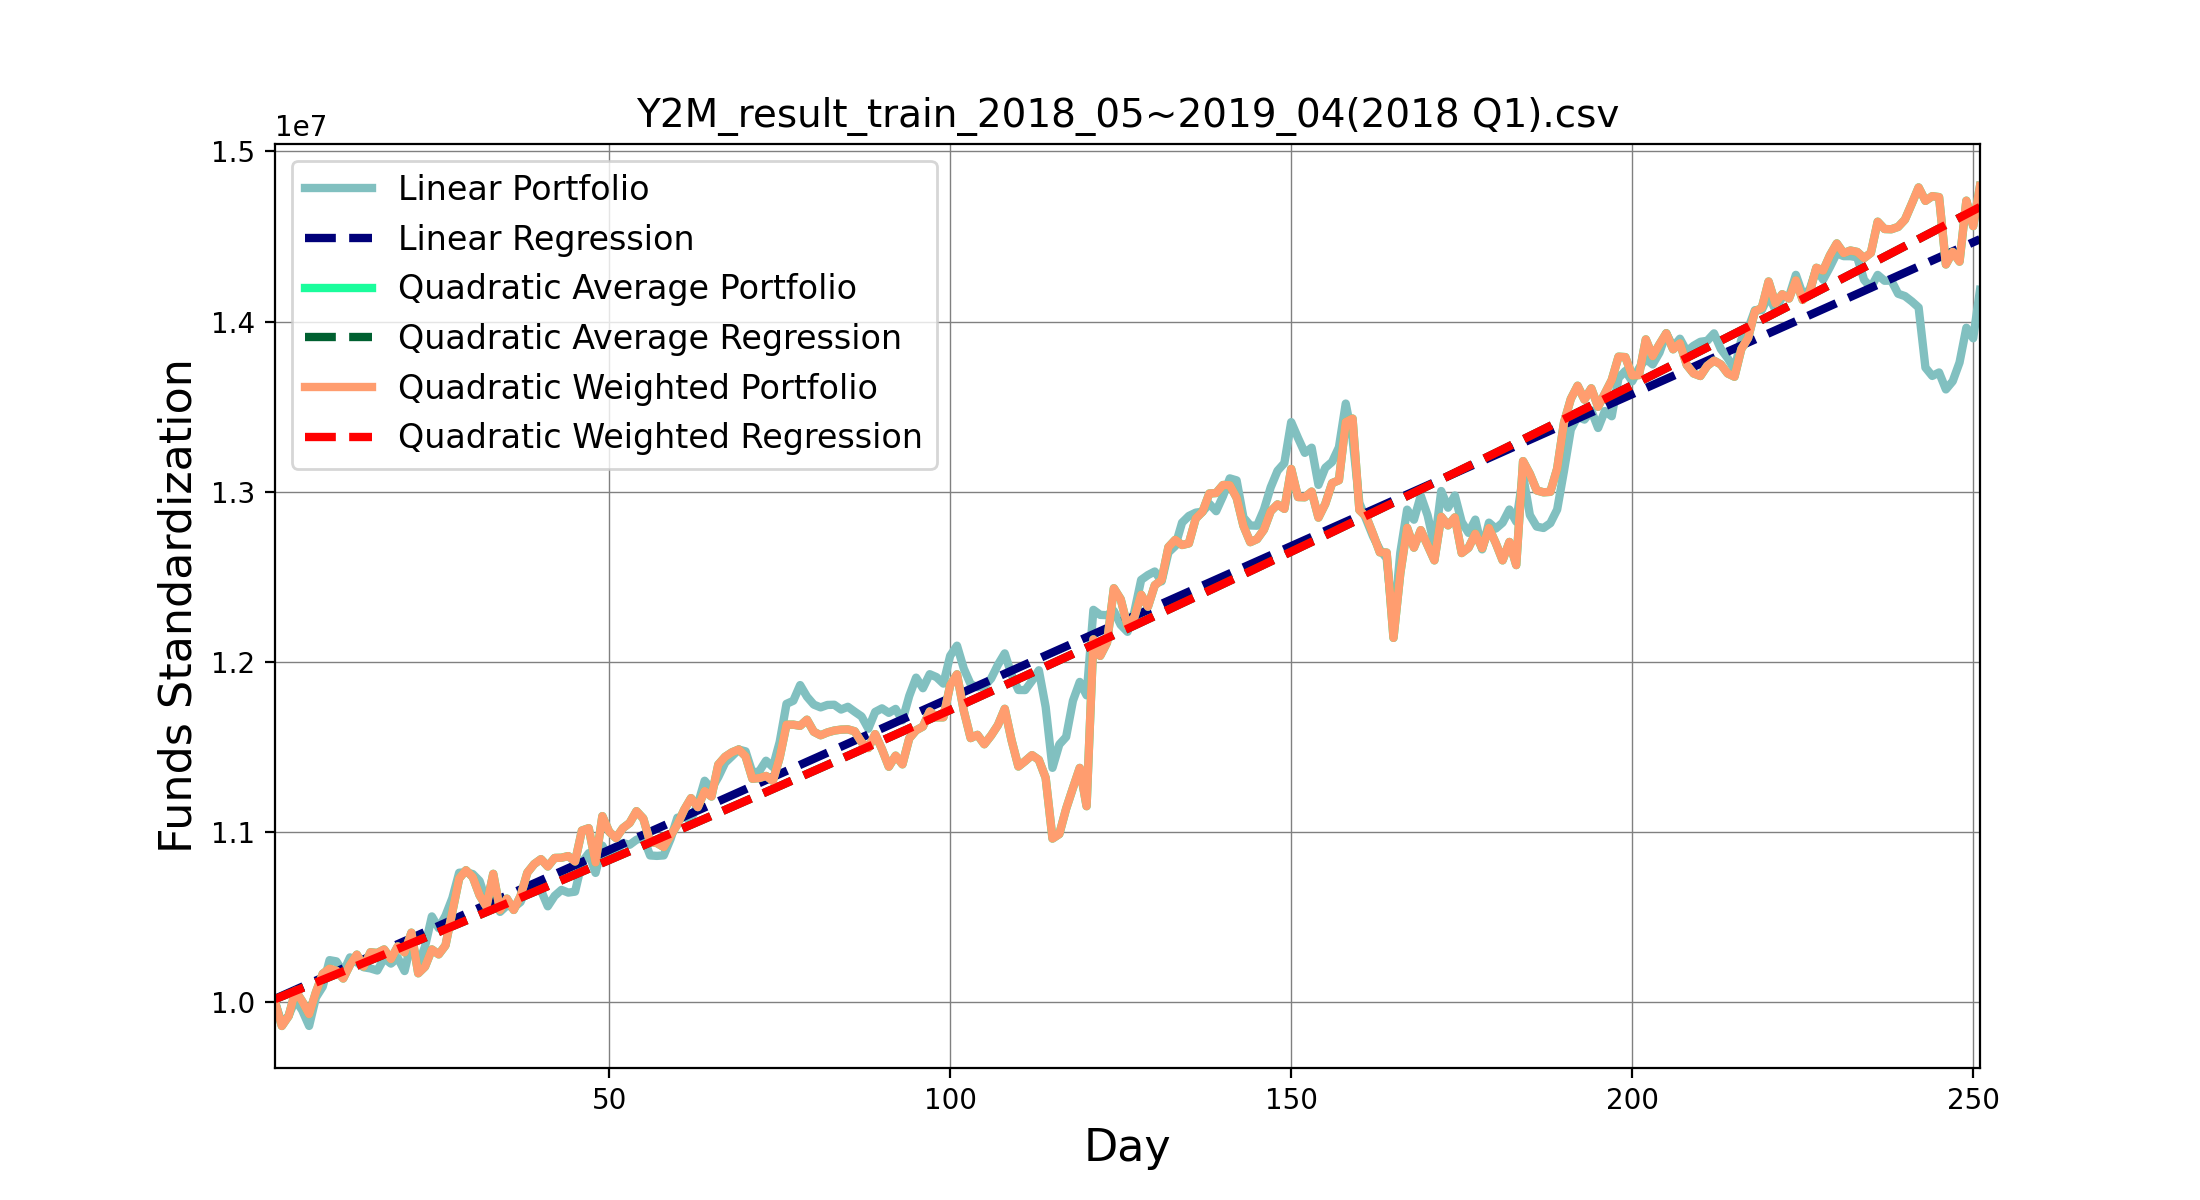 Y2M_result_train_2018_05~2019_04(2018 Q1).csv
1e7
1.5
1.4
1.3
1.2
1.1
1.0
Funds Standardization
Linear Portfolio
Linear Regression
Quadratic Average Portfolio
Quadratic Average Regression
Quadratic Weighted Portfolio
Quadratic Weighted Regression
50
100
150
200
250
Day